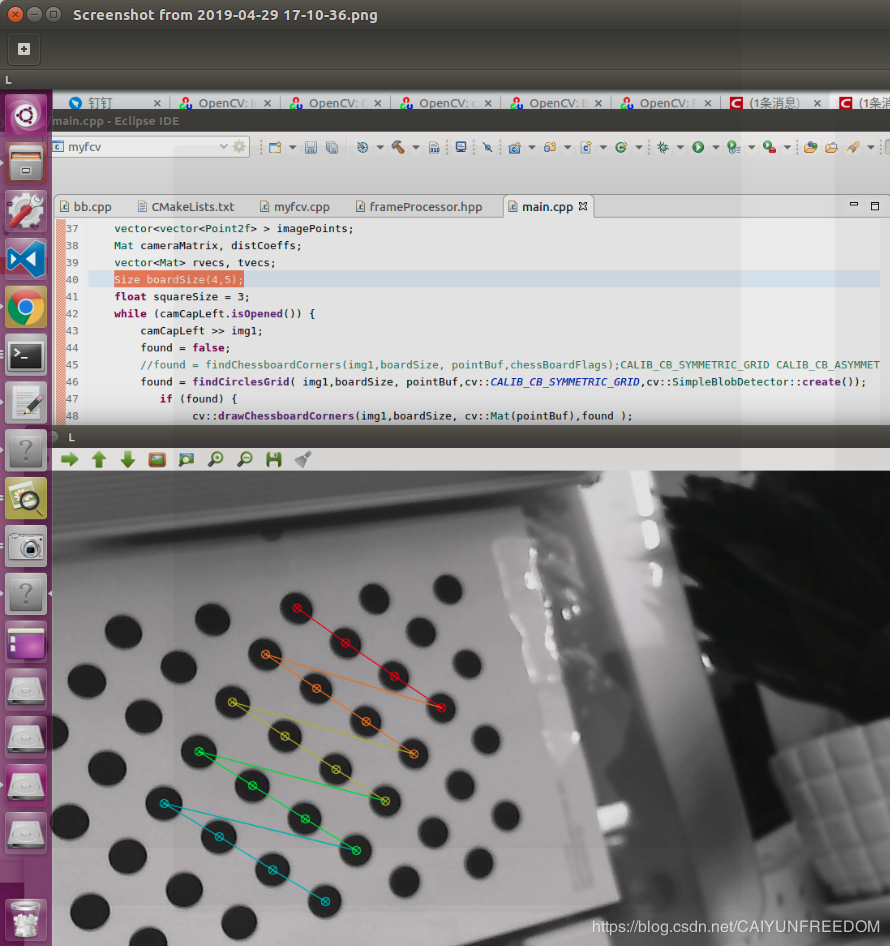 Screenshot from 2019-04-29 17-10-36.png
L
钉钉 OpenCV: OpenCV: OpenCV: OpenCV: OpenCV: (1条消息) (1条消
main.cpp - Eclipse IDE
myfcv
bb.cpp CMakeLists.txt myfcv.cpp frameProcessor.hpp main.cpp
37 vector<vector<Point2f> > imagePoints;
38 Mat cameraMatrix, distCoeffs;
39 vector<Mat> rvecs, tvecs;
40 Size boardSize(4,5);
41 float squareSize = 3;
42 while (camCapLeft.isOpened()) {
43 camCapLeft >> img1;
44 found = false;
45 //found = findChessboardCorners(img1,boardSize, pointBuf,chessBoardFlags);CALIB_CB_SYMMETRIC_GRID CALIB_CB_ASYMMET
46 found = findCirclesGrid( img1,boardSize, pointBuf,cv::CALIB_CB_SYMMETRIC_GRID,cv::SimpleBlobDetector::create());
47 if (found) {
48 cv::drawChessboardCorners(img1,boardSize, cv::Mat(pointBuf),found );
L
https://blog.csdn.net/CAIYUNFREEDOM